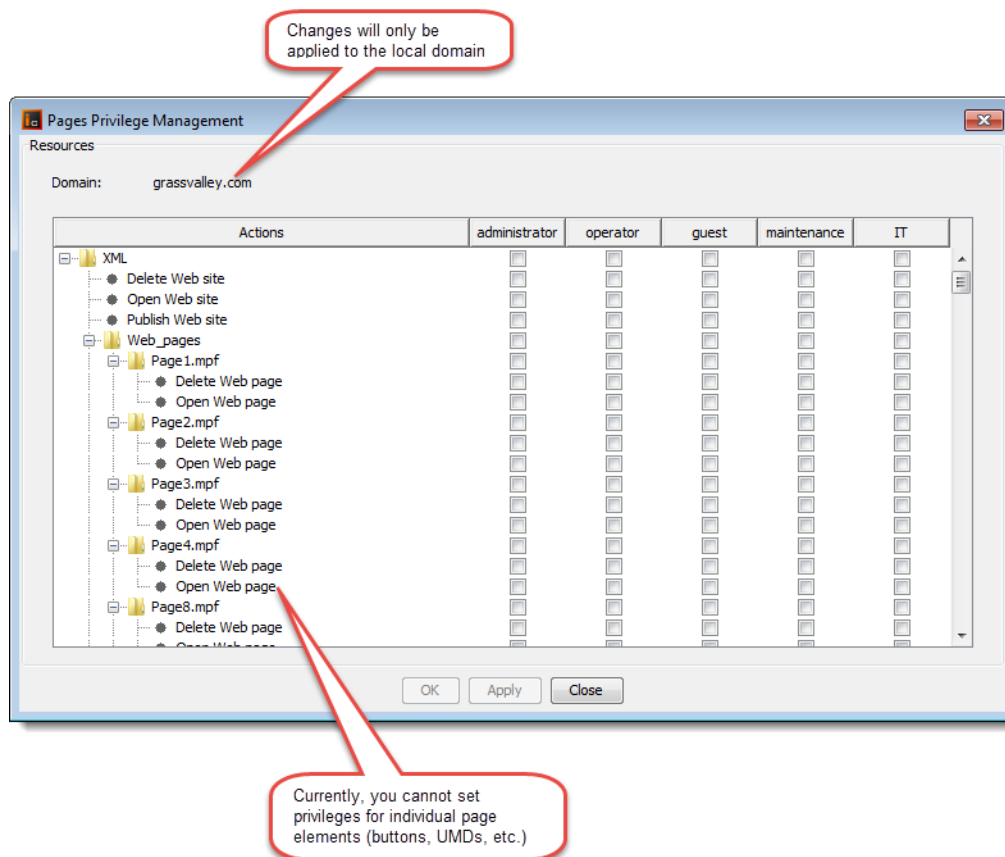 Changes will only be
applied to the local domain
Pages Privilege Management
Resources
Domain: grassvalley.com
Actions administrator operator guest maintenance IT
XML
Delete Web site
Open Web site
Publish Web site
Web_pages
Page1.mpf
Delete Web page
Open Web page
Page2.mpf
Delete Web page
Open Web page
Page3.mpf
Delete Web page
Open Web page
Page4.mpf
Delete Web page
Open Web page
Page8.mpf
Delete Web page
Open Web page
OK Apply Close
Currently, you cannot set
privileges for individual page
elements (buttons, UMDs, etc.)